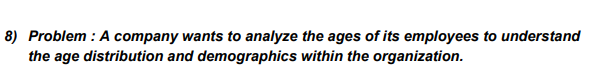 8) Problem : A company wants to analyze the ages of its employees to understand
the age distribution and demographics within the organization.